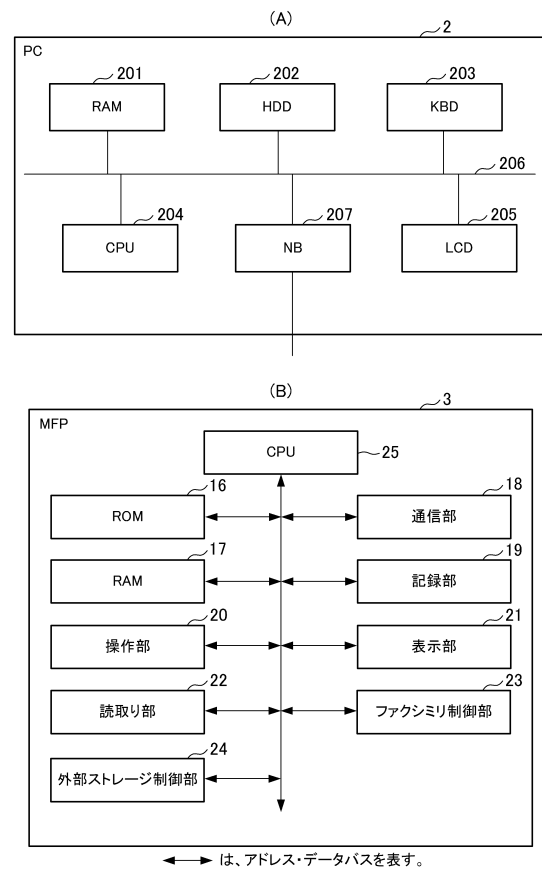 (A)
2
PC
201 202 203
RAM HDD KBD
206
204 207 205
CPU NB LCD
(B)
3
MFP
CPU 25
16 18
ROM 通信部
17 19
RAM 記録部
20 21
操作部 表示部
22 23
読取り部 ファクシミリ制御部
24
外部ストレージ制御部
は、アドレス・データバスを表す。